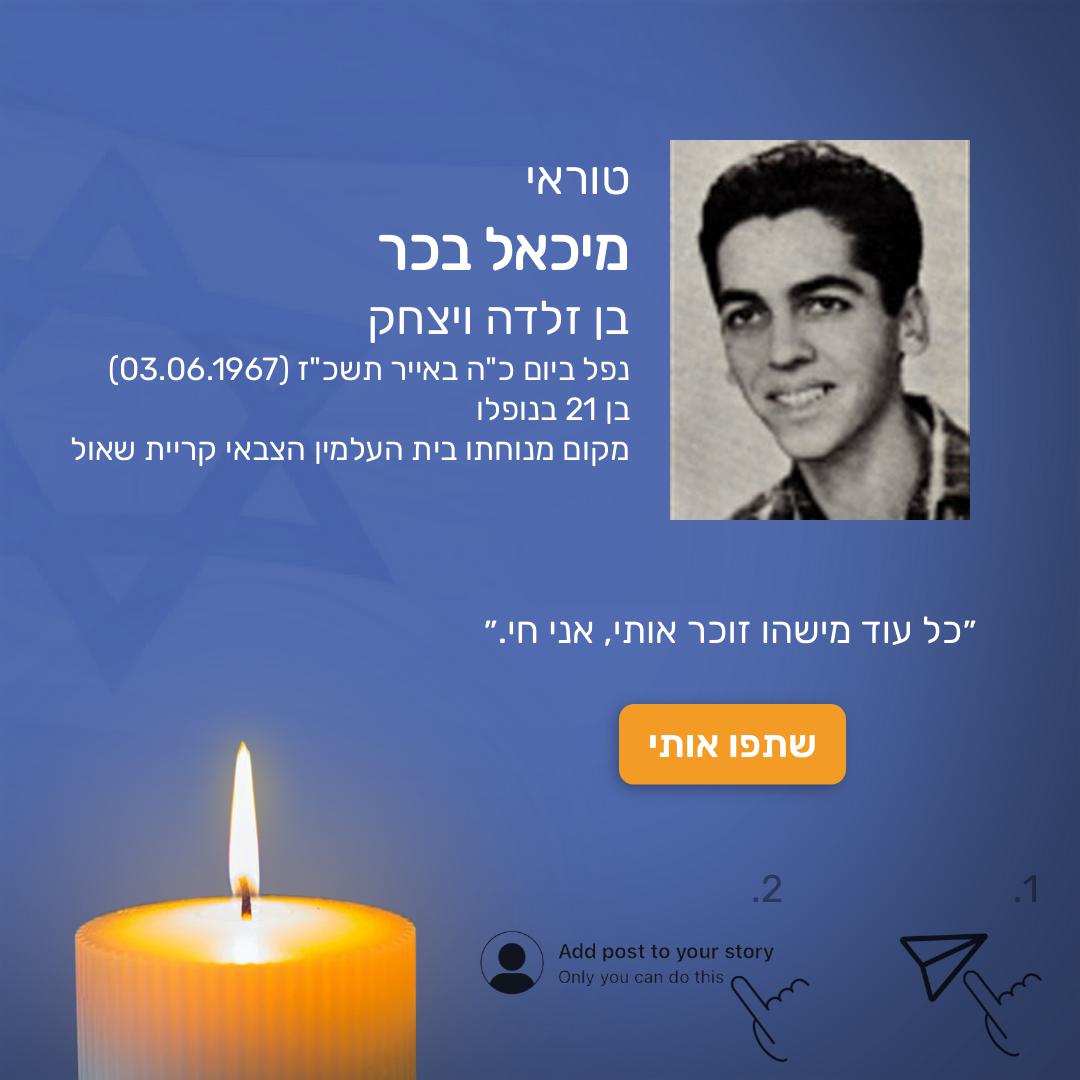 טוראי
מיכאל בכר
בן זלדה ויצחק
נפל ביום כ"ה באייר תשכ"ז (03.06.1967)
בן 21 בנופלו
מקום מנוחתו בית העלמין הצבאי קריית שאול
״כל עוד מישהו זוכר אותי, אני חי.״
שתפו אותי
1.
2.
Add post to your story
Only you can do this